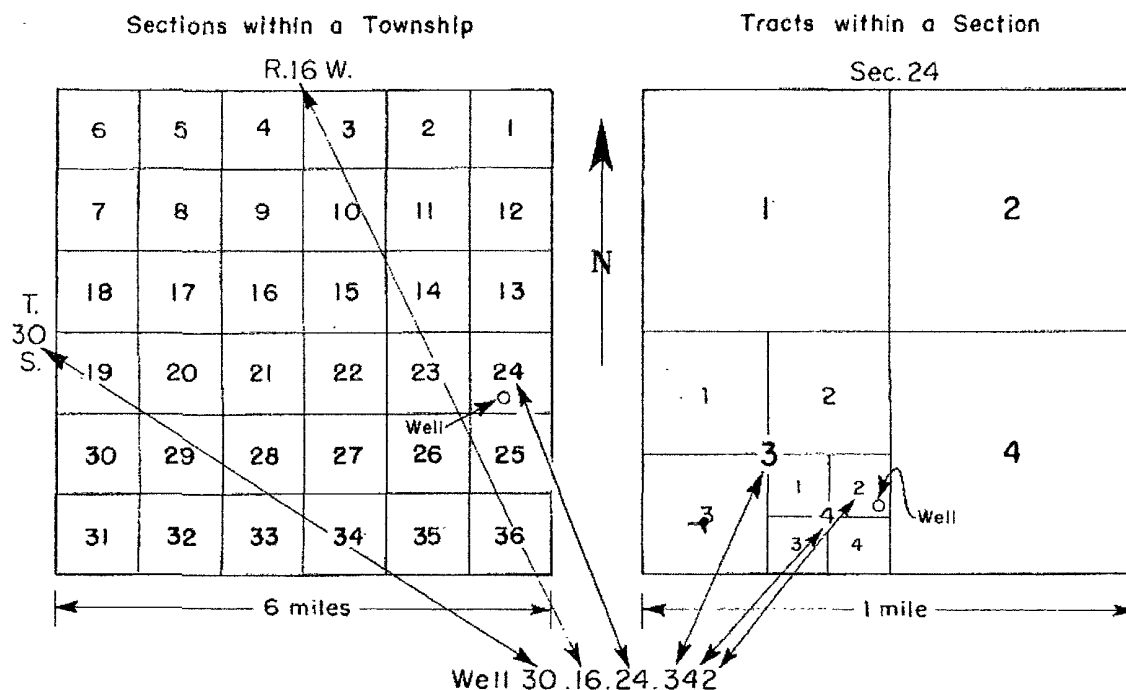 Sections within a Township
R.16 W.
6 5 4 3 2 1
7 8 9 10 11 12
18 17 16 15 14 13
T.
30
S.
19 20 21 22 23 24
Well
30 29 28 27 26 25
31 32 33 34 35 36
6 miles
N
Tracts within a Section
Sec. 24
1 2
1 2
3 4
1 2
3 4 Well
3 4
1 mile
Well 30.16.24.342